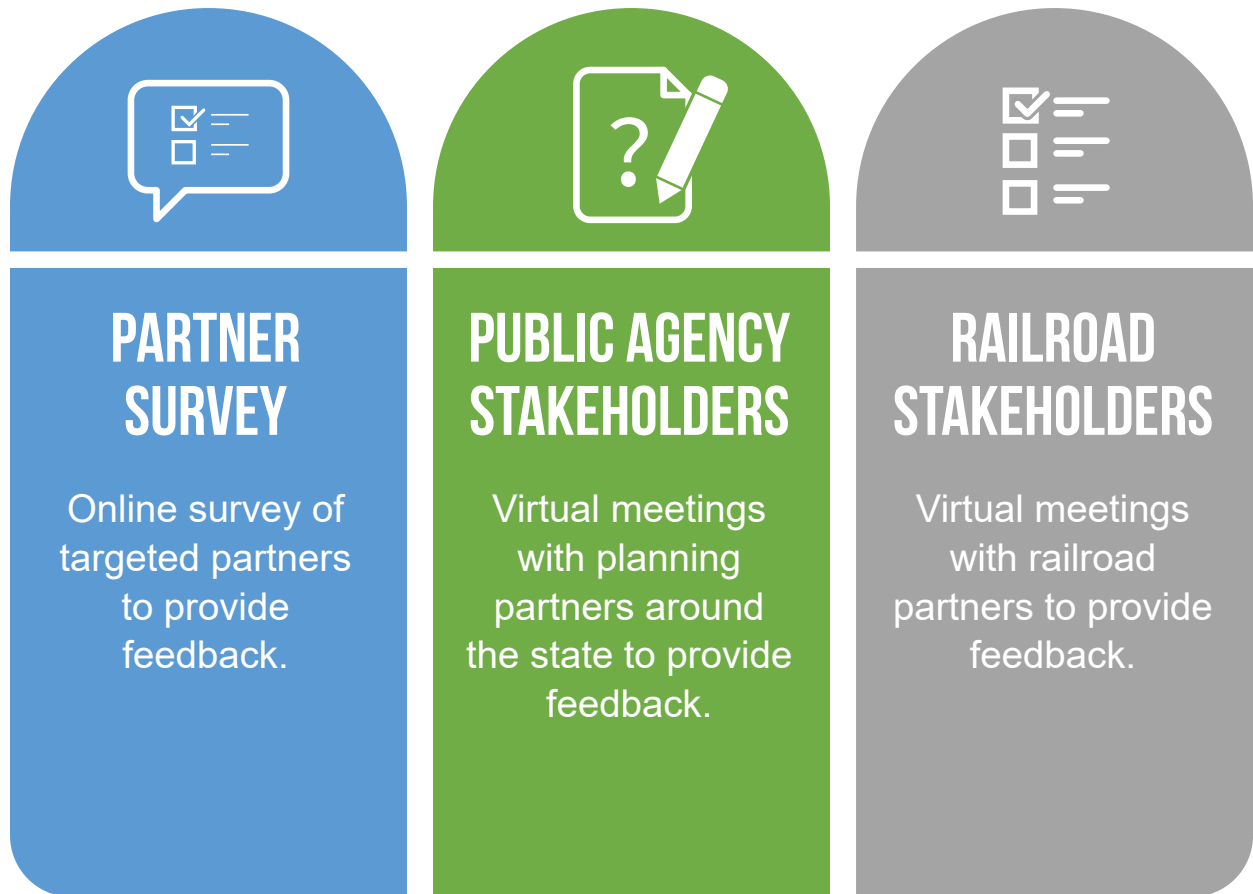 PARTNER
SURVEY
Online survey of
targeted partners
to provide
feedback.
PUBLIC AGENCY
STAKEHOLDERS
Virtual meetings
with planning
partners around
the state to provide
feedback.
RAILROAD
STAKEHOLDERS
Virtual meetings
with railroad
partners to provide
feedback.